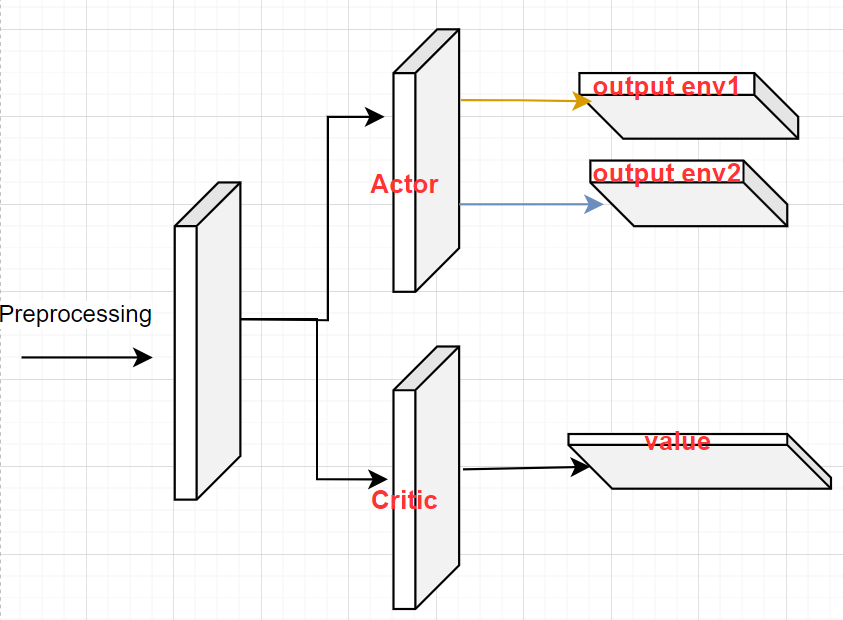 output env1
output env2
Actor
Preprocessing
value
Critic